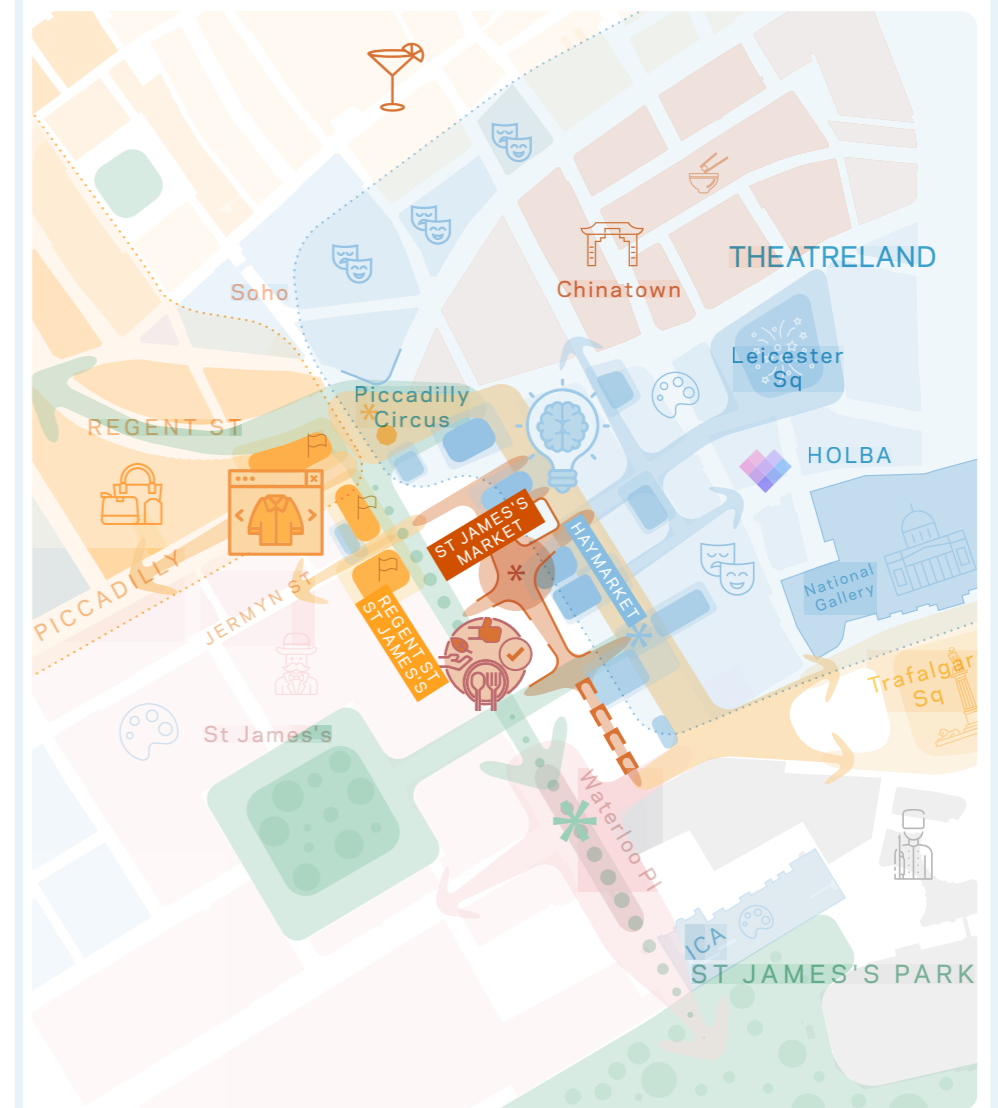 THEATRELAND
Soho
Chinatown
Leicester
Sq
Piccadilly
Circus
REGENT ST
HOLBA
ST JAMES'S
MARKET
HAYMARKET
PICCADILLY
JERMYN ST
REGENT ST
ST JAMES'S
National
Gallery
Trafalgar
Sq
St James's
Waterloo Pl
ICA
ST JAMES'S PARK